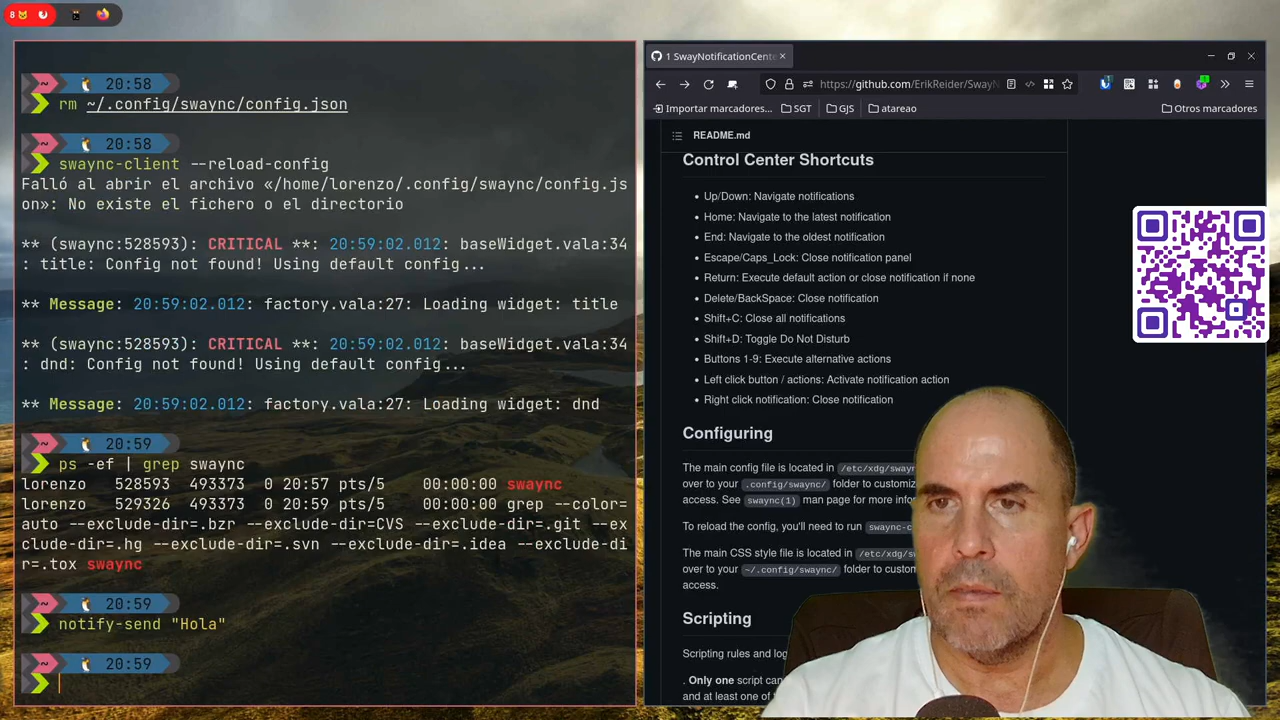 8
~ 20:58
rm ~/.config/swaync/config.json
~ 20:58
swaync-client --reload-config
Falló al abrir el archivo «/home/lorenzo/.config/swaync/config.js
on»: No existe el fichero o el directorio
** (swaync:528593): CRITICAL **: 20:59:02.012: baseWidget.vala:34
: title: Config not found! Using default config...
** Message: 20:59:02.012: factory.vala:27: Loading widget: title
** (swaync:528593): CRITICAL **: 20:59:02.012: baseWidget.vala:34
: dnd: Config not found! Using default config...
** Message: 20:59:02.012: factory.vala:27: Loading widget: dnd
~ 20:59
ps -ef | grep swaync
lorenzo 528593 493373 0 20:57 pts/5 00:00:00 swaync
lorenzo 529326 493373 0 20:59 pts/5 00:00:00 grep --color=
auto --exclude-dir=.bzr --exclude-dir=CVS --exclude-dir=.git --ex
clude-dir=.hg --exclude-dir=.svn --exclude-dir=.idea --exclude-di
r=.tox swaync
~ 20:59
notify-send "Hola"
~ 20:59
1 SwayNotificationCente
https://github.com/ErikReider/SwayN
Importar marcadores... SGT GJS atareao Otros marcadores
README.md
Control Center Shortcuts
• Up/Down: Navigate notifications
• Home: Navigate to the latest notification
• End: Navigate to the oldest notification
• Escape/Caps_Lock: Close notification panel
• Return: Execute default action or close notification if none
• Delete/BackSpace: Close notification
• Shift+C: Close all notifications
• Shift+D: Toggle Do Not Disturb
• Buttons 1-9: Execute alternative actions
• Left click button / actions: Activate notification action
• Right click notification: Close notification
Configuring
The main config file is located in /etc/xdg/swayn
over to your .config/swaync/ folder to customiz
access. See swaync(1) man page for more infor
To reload the config, you'll need to run swaync-c
The main CSS style file is located in /etc/xdg/sw
over to your ~/.config/swaync/ folder to custom
access.
Scripting
Scripting rules and log
. Only one script can
and at least one of